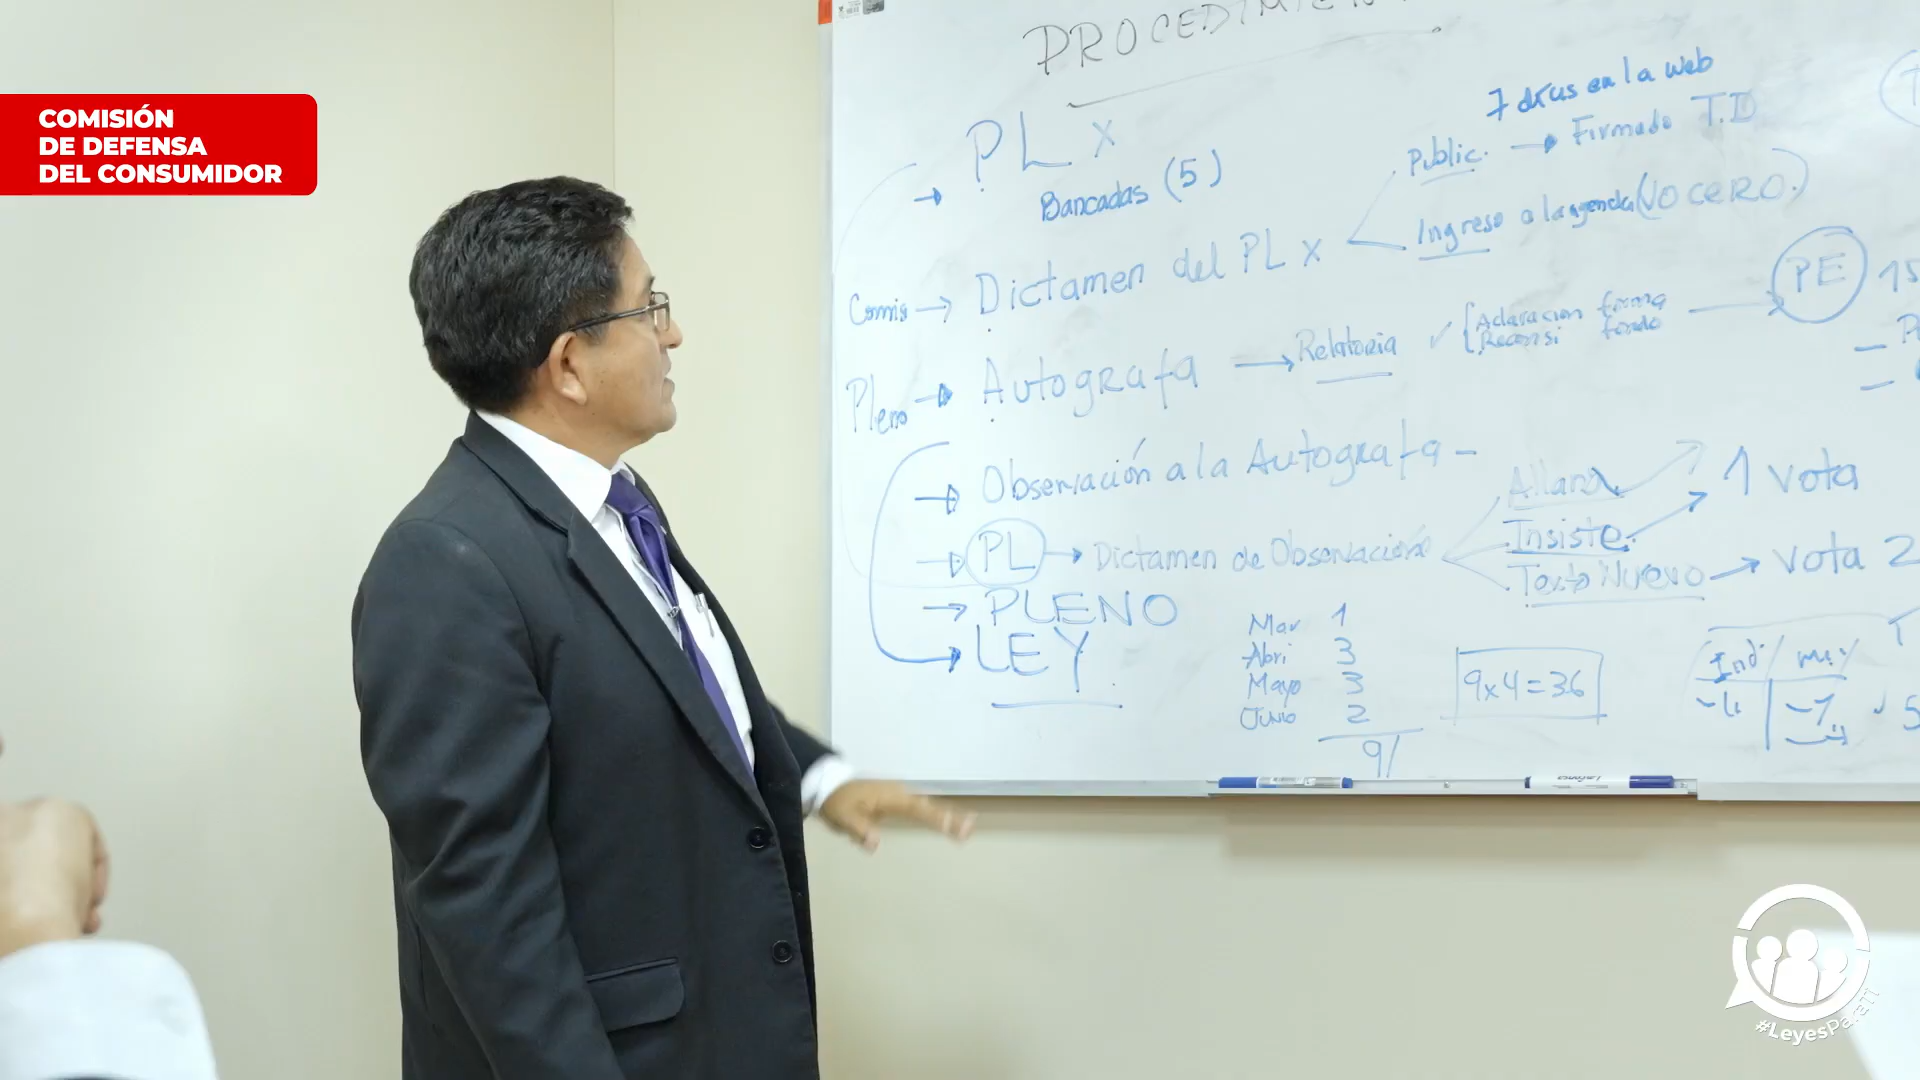 COMISIÓN
DE DEFENSA
DEL CONSUMIDOR
PROCEDIMIEN
PL x
Bancadas (5)
7 días en la web
Public. → Firmado T.D
Ingreso a la agenda (VOCERO.)
Comis → Dictamen del PL x
PE 15
Pleno → Autografa → Relatoria ✓ { Aclaracion forma
Reconsi fondo
→ Observación a la Autografa -
→ PL → Dictamen de Observación
Allana
Insiste
Texto Nuevo → Vota 2
1 Vota
→ PLENO
→ LEY
Mar 1
Abri 3
Mayo 3
Junio 2
9/
9x4=36
Ind
#LeyesParaTi